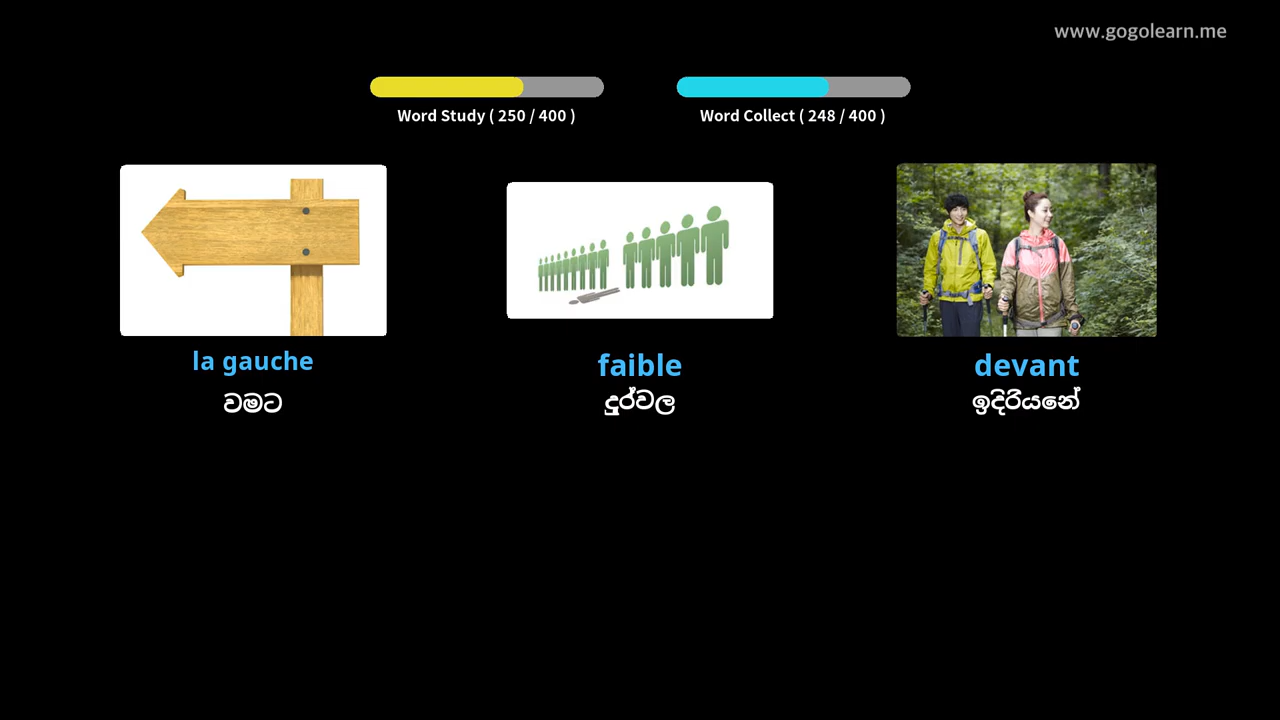 www.gogolearn.me
Word Study ( 250 / 400 )
Word Collect ( 248 / 400 )
la gauche
faible
devant
වමට
දුර්වල
ඉදිරියනේ